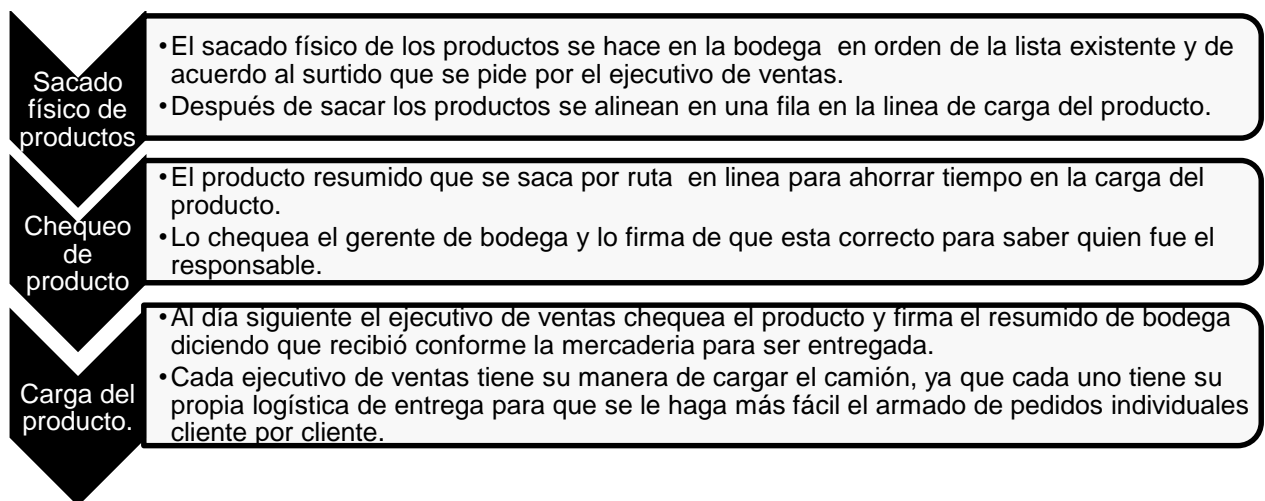 Sacado
físico de
productos
•El sacado físico de los productos se hace en la bodega  en orden de la lista existente y de
acuerdo al surtido que se pide por el ejecutivo de ventas.
•Después de sacar los productos se alinean en una fila en la linea de carga del producto.
Chequeo
de
producto
•El producto resumido que se saca por ruta  en linea para ahorrar tiempo en la carga del
producto.
•Lo chequea el gerente de bodega y lo firma de que esta correcto para saber quien fue el
responsable.
Carga del
producto.
•Al día siguiente el ejecutivo de ventas chequea el producto y firma el resumido de bodega
diciendo que recibió conforme la mercaderia para ser entregada.
•Cada ejecutivo de ventas tiene su manera de cargar el camión, ya que cada uno tiene su
propia logística de entrega para que se le haga más fácil el armado de pedidos individuales
cliente por cliente.